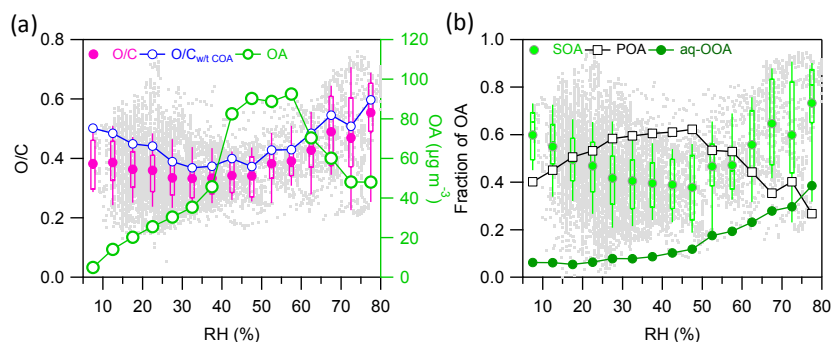 (a)
O/C O/Cw/t COA OA
0.8
0.6
0.4
0.2
0.0
O/C
120
100
80
60
40
20
0
OA (µg m-3)
10 20 30 40 50 60 70 80
RH (%)
(b)
SOA POA aq-OOA
1.0
0.8
0.6
0.4
0.2
0.0
Fraction of OA
10 20 30 40 50 60 70 80
RH (%)